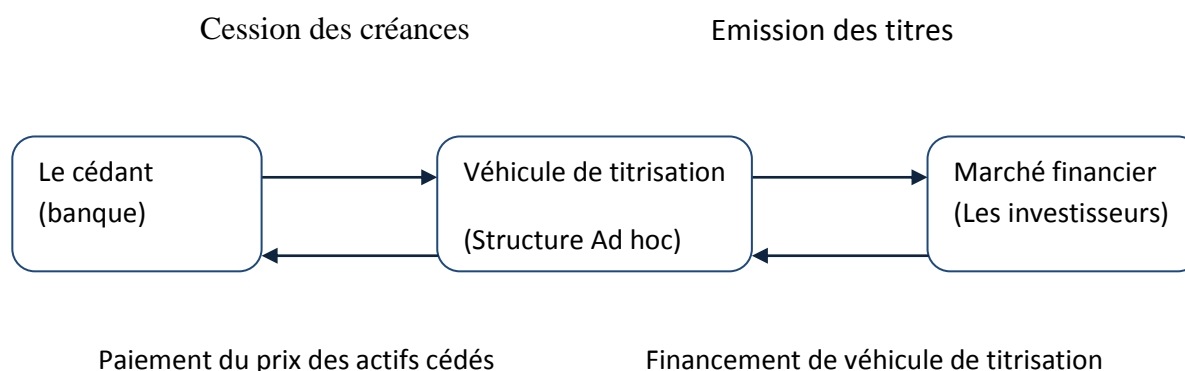 Cession des créances
Emission des titres
Le cédant
(banque)
Véhicule de titrisation
(Structure Ad hoc)
Marché financier
(Les investisseurs)
Paiement du prix des actifs cédés
Financement de véhicule de titrisation